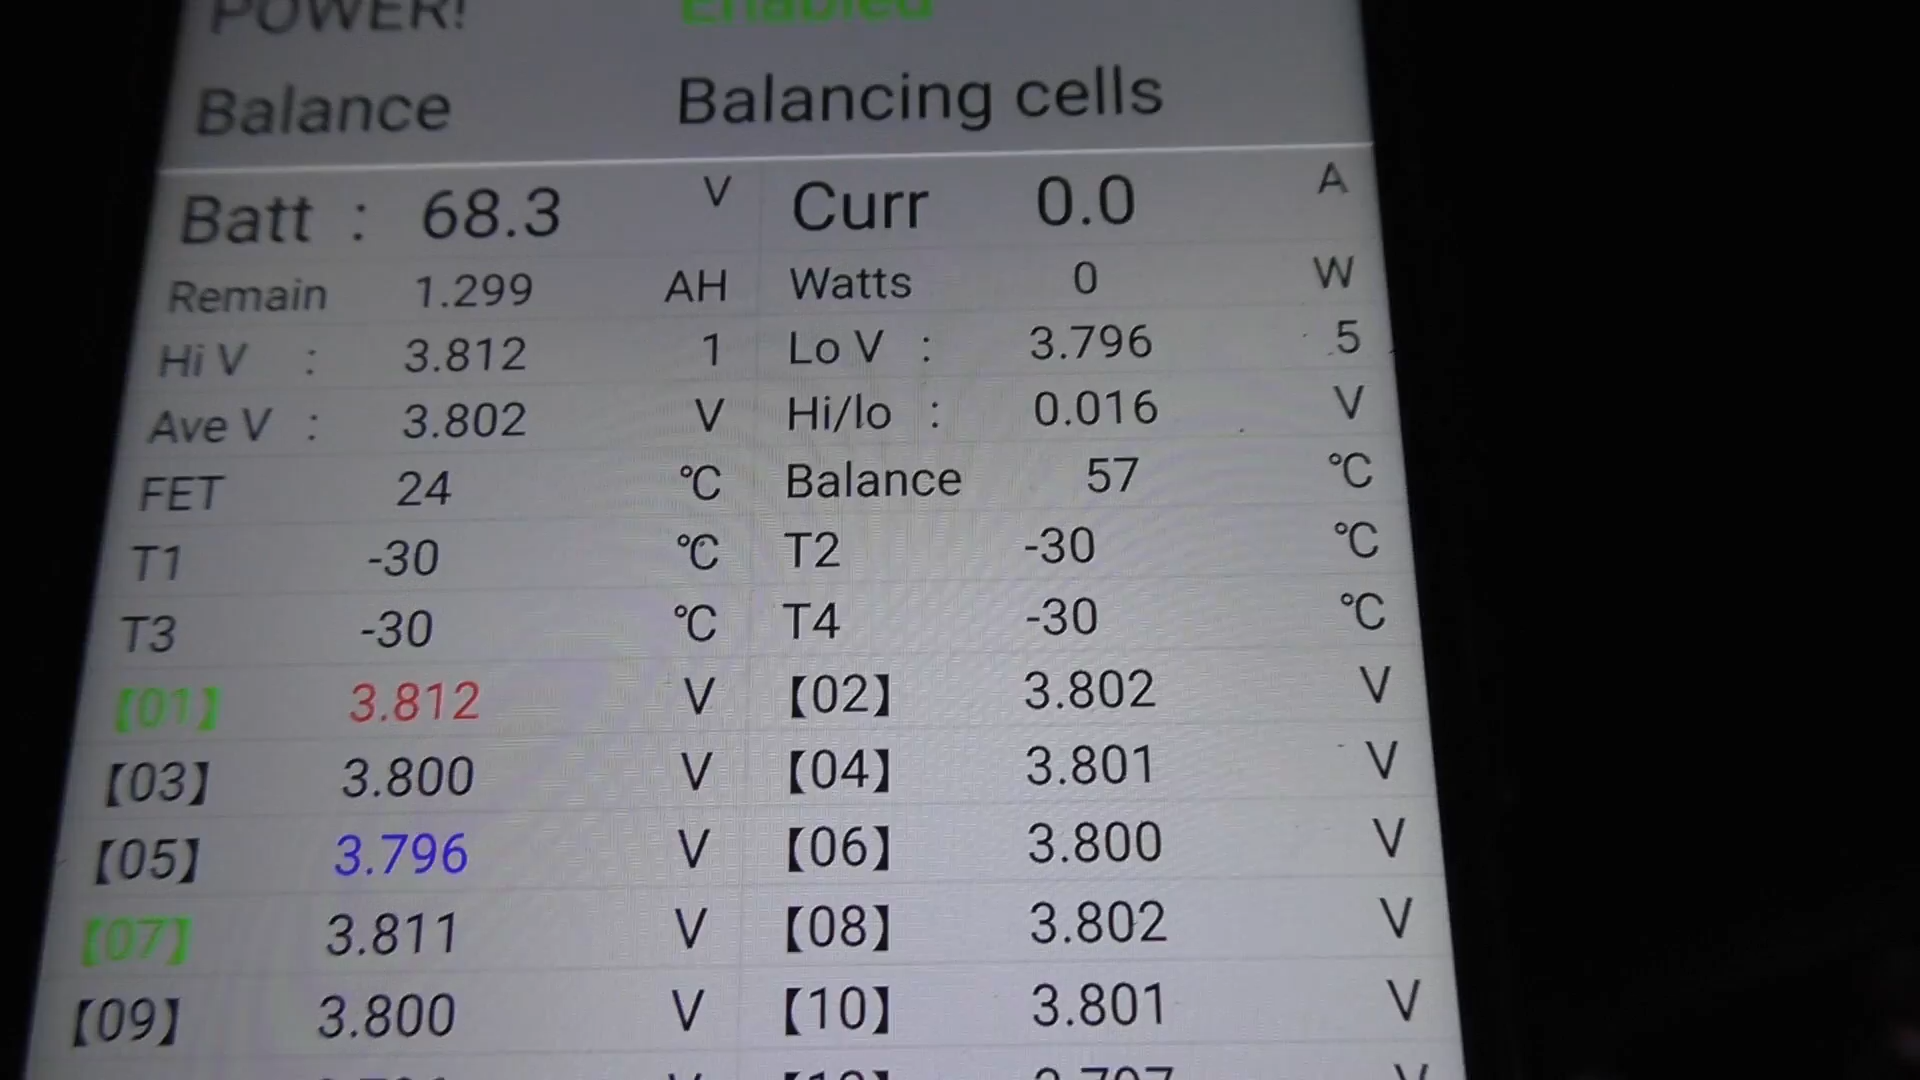 POWER! Enabled
Balance Balancing cells
Batt : 68.3 V Curr 0.0 A
Remain 1.299 AH Watts 0 W
Hi V : 3.812 1 Lo V : 3.796 5
Ave V : 3.802 V Hi/lo : 0.016 V
FET 24 ℃ Balance 57 ℃
T1 -30 ℃ T2 -30 ℃
T3 -30 ℃ T4 -30 ℃
【01】 3.812 V 【02】 3.802 V
【03】 3.800 V 【04】 3.801 V
【05】 3.796 V 【06】 3.800 V
【07】 3.811 V 【08】 3.802 V
【09】 3.800 V 【10】 3.801 V